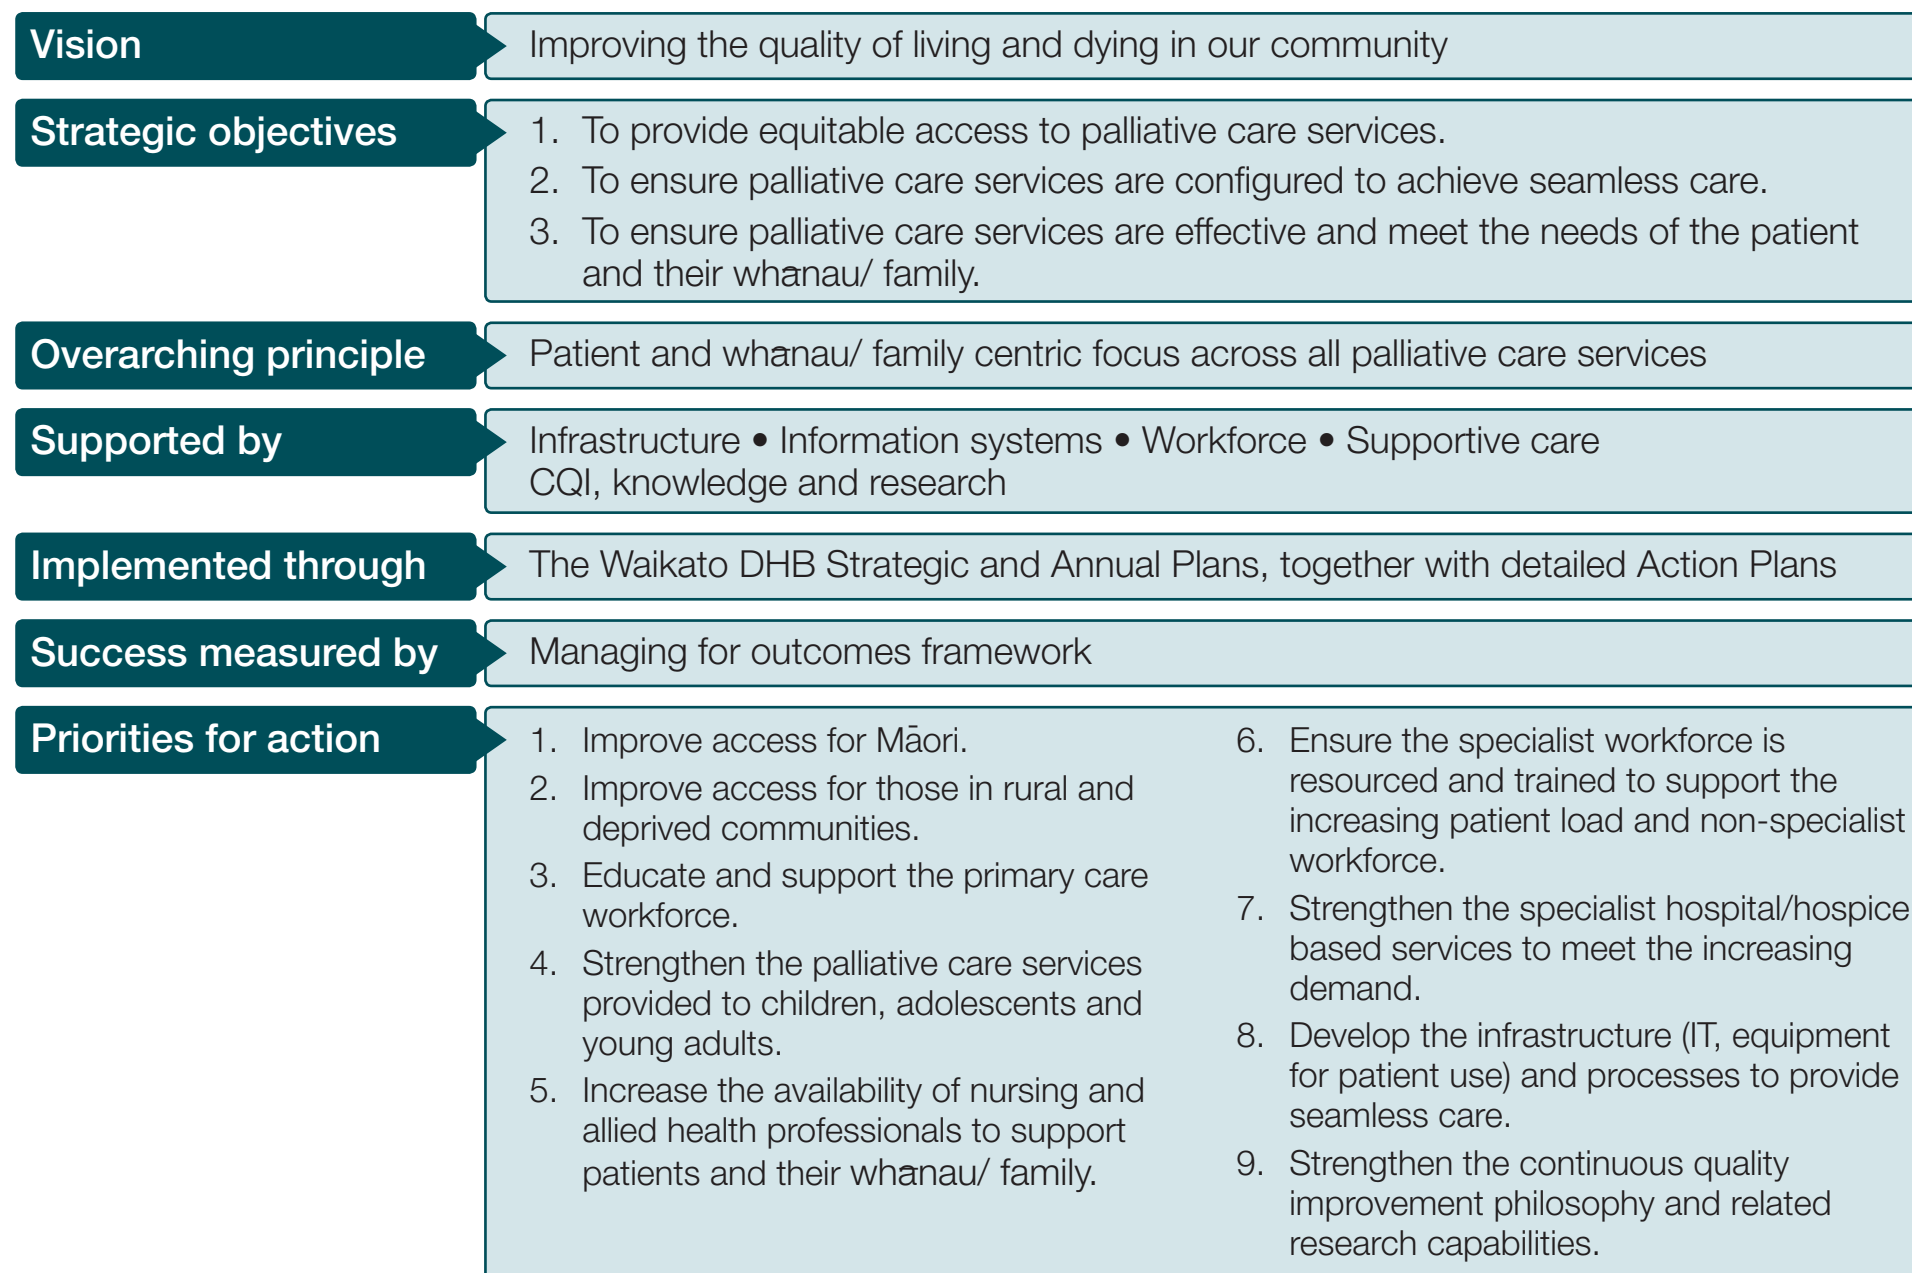 Vision
Improving the quality of living and dying in our community
Strategic objectives
1. To provide equitable access to palliative care services.
2. To ensure palliative care services are configured to achieve seamless care.
3. To ensure palliative care services are effective and meet the needs of the patient
and their whānau/ family.
Overarching principle
Patient and whānau/ family centric focus across all palliative care services
Supported by
Infrastructure • Information systems • Workforce • Supportive care
CQI, knowledge and research
Implemented through
The Waikato DHB Strategic and Annual Plans, together with detailed Action Plans
Success measured by
Managing for outcomes framework
Priorities for action
1. Improve access for Māori.
2. Improve access for those in rural and
deprived communities.
3. Educate and support the primary care
workforce.
4. Strengthen the palliative care services
provided to children, adolescents and
young adults.
5. Increase the availability of nursing and
allied health professionals to support
patients and their whānau/ family.
6. Ensure the specialist workforce is
resourced and trained to support the
increasing patient load and non-specialist
workforce.
7. Strengthen the specialist hospital/hospice
based services to meet the increasing
demand.
8. Develop the infrastructure (IT, equipment
for patient use) and processes to provide
seamless care.
9. Strengthen the continuous quality
improvement philosophy and related
research capabilities.